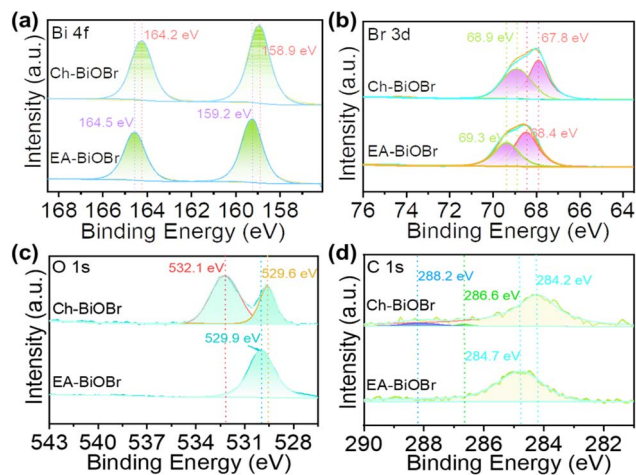 (a)
Bi 4f
164.2 eV
158.9 eV
Ch-BiOBr
164.5 eV
159.2 eV
EA-BiOBr
Intensity (a.u.)
168 164 160 158
Binding Energy (eV)
(b)
Br 3d
68.9 eV
67.8 eV
Ch-BiOBr
69.3 eV
68.4 eV
EA-BiOBr
Intensity (a.u.)
76 74 72 70 68 66 64
Binding Energy (eV)
(c)
O 1s
532.1 eV
529.6 eV
Ch-BiOBr
529.9 eV
EA-BiOBr
Intensity (a.u.)
543 540 537 534 531 528
Binding Energy (eV)
(d)
C 1s
288.2 eV
286.6 eV
284.2 eV
Ch-BiOBr
284.7 eV
EA-BiOBr
Intensity (a.u.)
290 288 286 284 282
Binding Energy (eV)